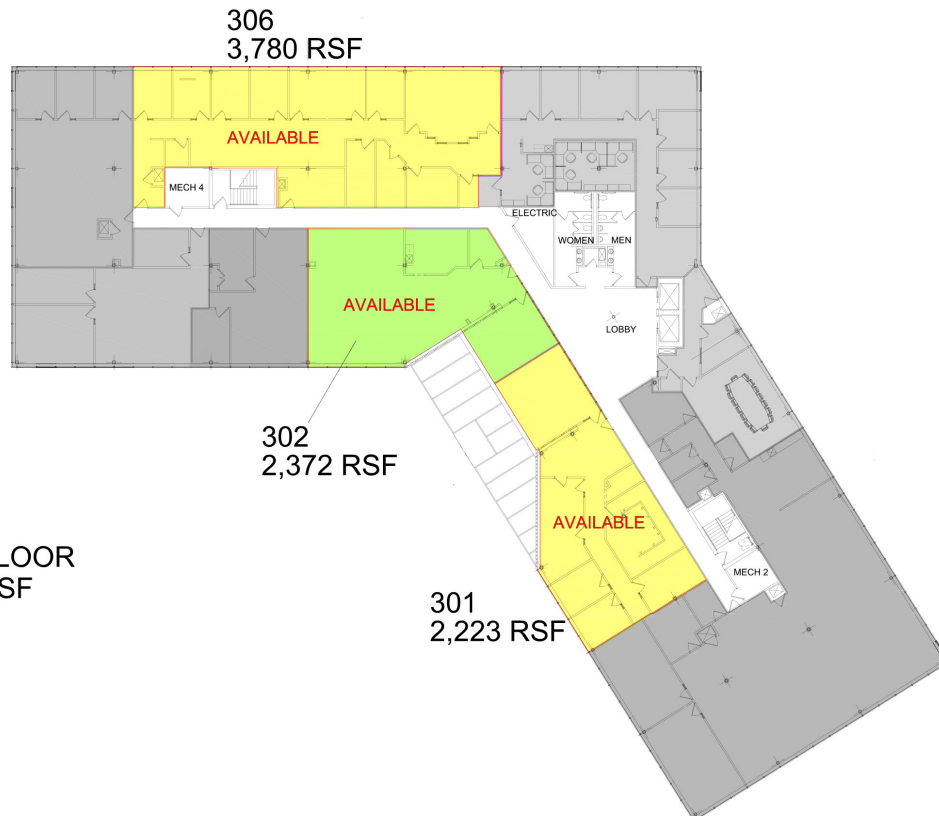 306
3,780 RSF
AVAILABLE
MECH 4
ELECTRIC
WOMEN
MEN
AVAILABLE
LOBBY
302
2,372 RSF
AVAILABLE
LOOR
SF
MECH 2
301
2,223 RSF